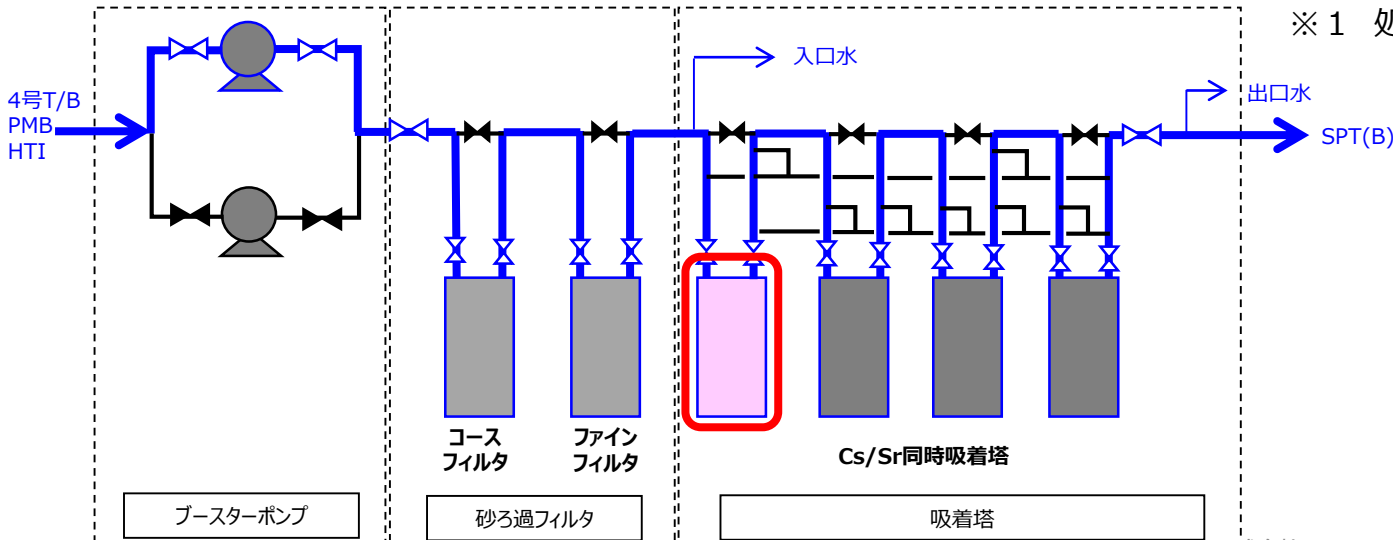 ※１ 処
入口水
4号T/B
PMB
HTI
出口水
SPT(B)
コース
フィルタ
ファイン
フィルタ
Cs/Sr同時吸着塔
ブースターポンプ
砂ろ過フィルタ
吸着塔